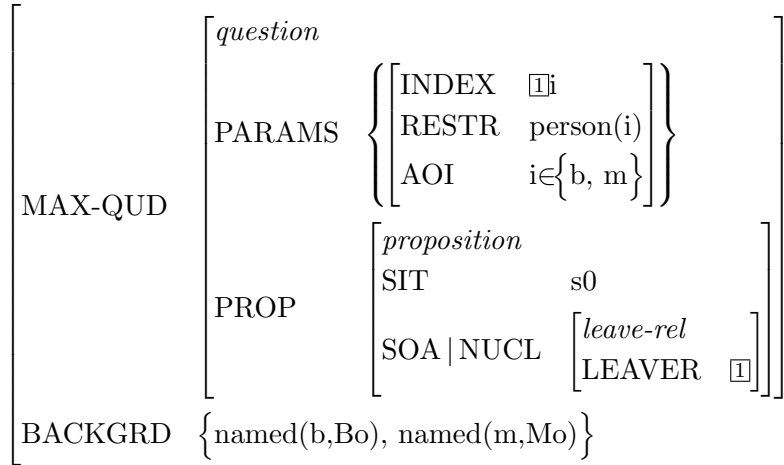 question
INDEX 1i
PARAMS RESTR person(i)
AOI i∈{b, m}
MAX-QUD
proposition
SIT s0
PROP
leave-rel
SOA|NUCL
LEAVER 1
BACKGRD {named(b,Bo), named(m,Mo)}